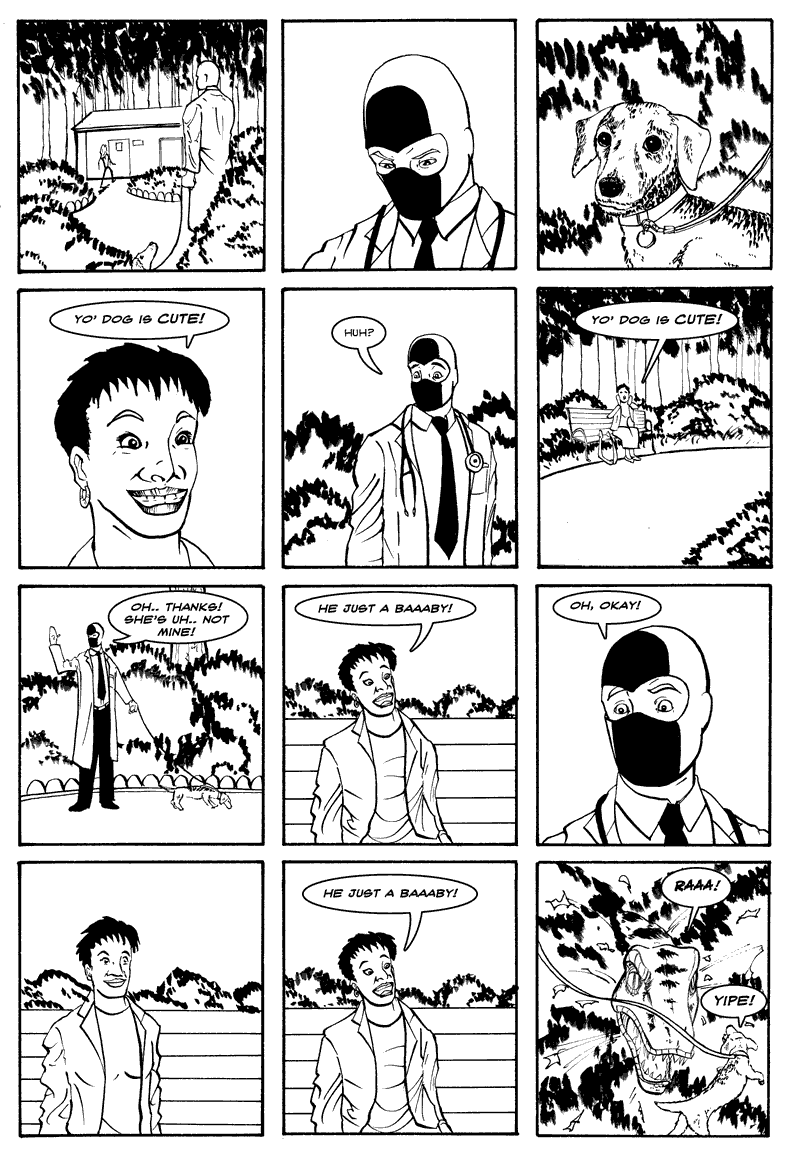 YO' DOG IS CUTE!
HUH?
YO' DOG IS CUTE!
OH.. THANKS!
SHE'S UH.. NOT
MINE!
HE JUST A BAAABY!
OH, OKAY!
HE JUST A BAAABY!
RAAA!
YIPE!